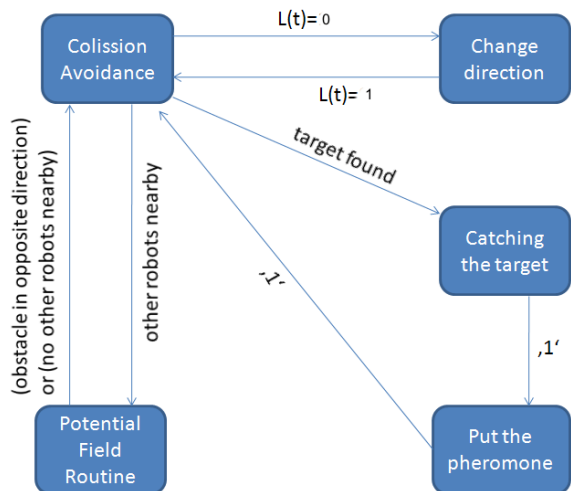 Colission
Avoidance
L(t)= 0
Change
direction
L(t)= 1
target found
Catching
the target
(obstacle in opposite direction)
or (no other robots nearby)
other robots nearby
‚1‘
‚1‘
Potential
Field
Routine
Put the
pheromone